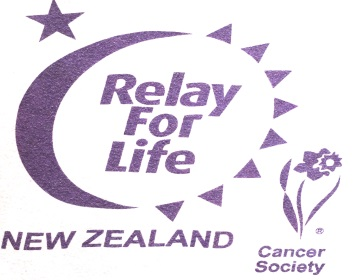 Relay
For
Life
NEW ZEALAND
®
Cancer
Society